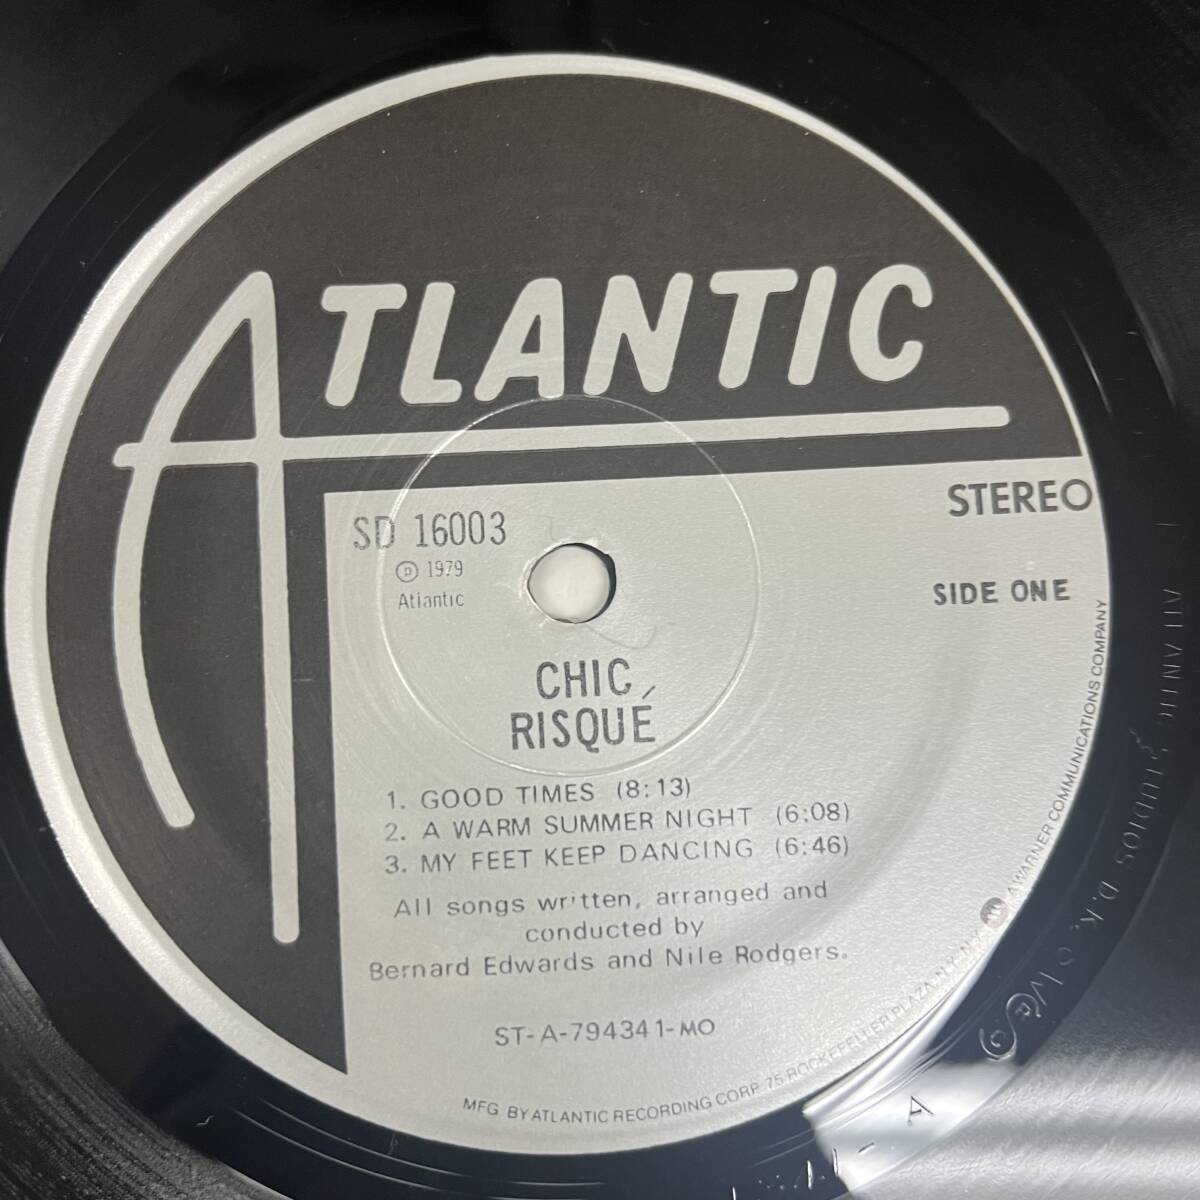 ATLANTIC
STEREO
SD 16003
Ⓟ 1979
Atlantic
SIDE ONE
CHIC
RISQUÉ
1. GOOD TIMES (8:13)
2. A WARM SUMMER NIGHT (6:08)
3. MY FEET KEEP DANCING (6:46)
All songs written, arranged and
conducted by
Bernard Edwards and Nile Rodgers.
ST-A-794341-MO
MFG. BY ATLANTIC RECORDING CORP. 75 ROCKEFELLER PLAZA, N.Y. N.Y. A WARNER COMMUNICATIONS COMPANY
ATLANTIC STUDIOS D.K.